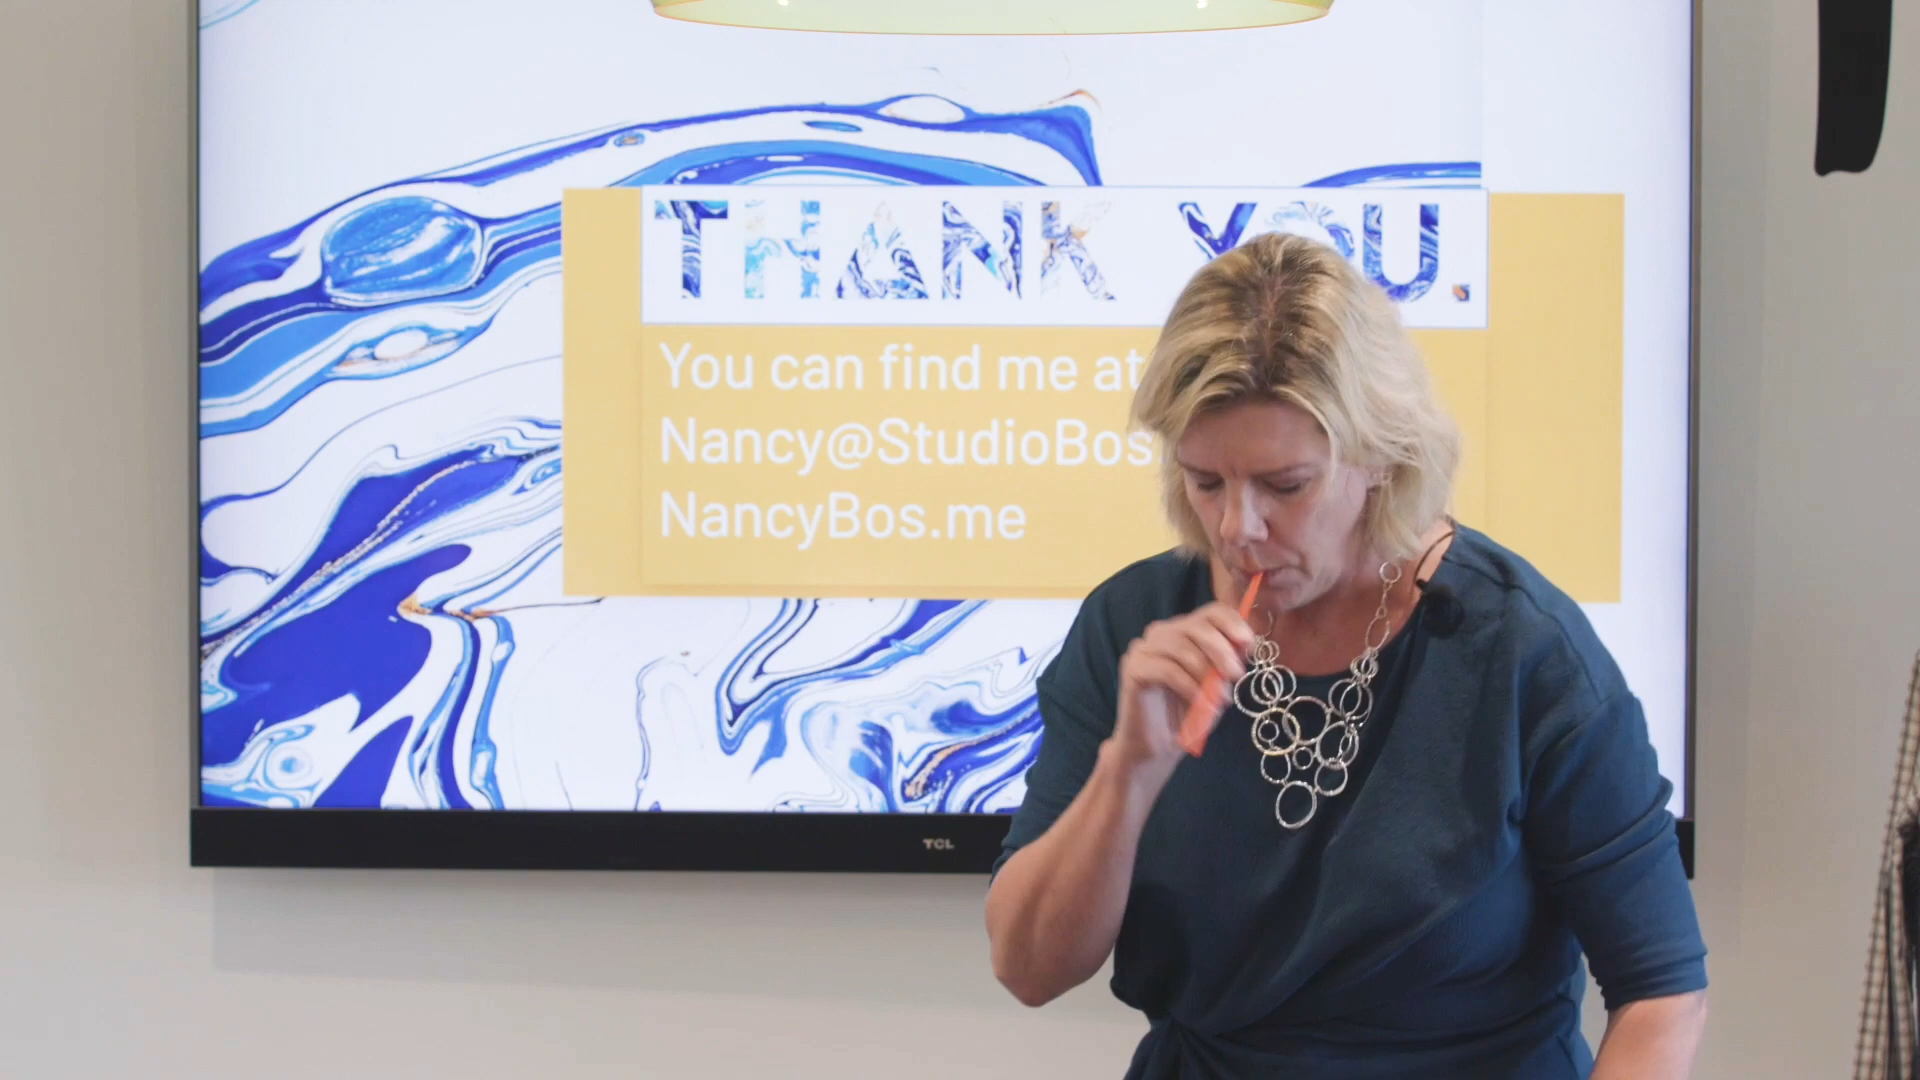 THANK YOU.
You can find me at
Nancy@StudioBos
NancyBos.me
TCL